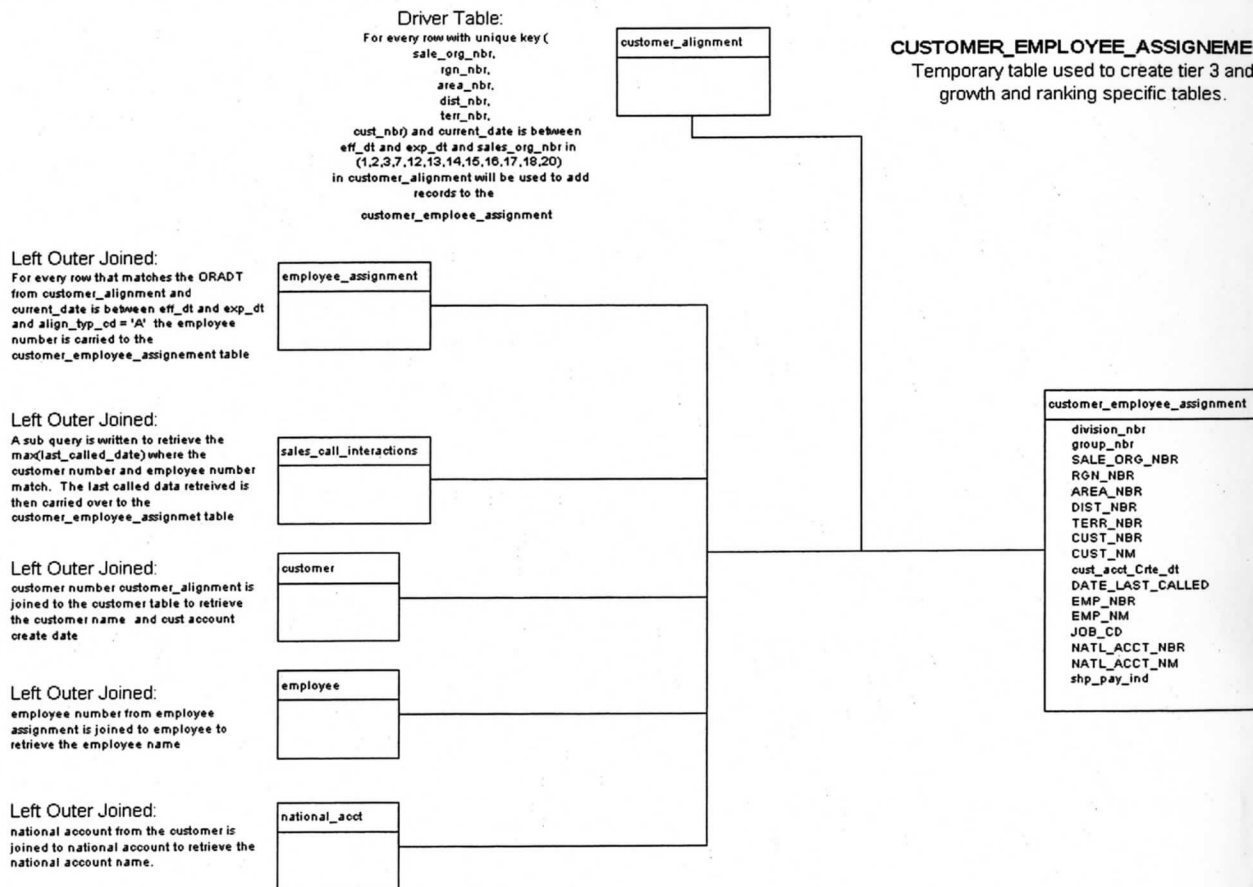 Driver Table:
For every row with unique key (
sale_org_nbr,
rgn_nbr,
area_nbr,
dist_nbr,
terr_nbr,
cust_nbr) and current_date is between
eff_dt and exp_dt and sales_org_nbr in
(1,2,3,7,12,13,14,15,16,17,18,20)
in customer_alignment will be used to add
records to the
customer_emploee_assignment
customer_alignment
CUSTOMER_EMPLOYEE_ASSIGNEME
Temporary table used to create tier 3 and
growth and ranking specific tables.
Left Outer Joined:
For every row that matches the ORADT
from customer_alignment and
current_date is between eff_dt and exp_dt
and align_typ_cd = 'A' the employee
number is carried to the
customer_employee_assignement table
employee_assignment
Left Outer Joined:
A sub query is written to retrieve the
max(last_called_date) where the
customer number and employee number
match. The last called data retreived is
then carried over to the
customer_employee_assignmet table
sales_call_interactions
Left Outer Joined:
customer number customer_alignment is
joined to the customer table to retrieve
the customer name and cust account
create date
customer
Left Outer Joined:
employee number from employee
assignment is joined to employee to
retrieve the employee name
employee
Left Outer Joined:
national account from the customer is
joined to national account to retrieve the
national account name.
national_acct
customer_employee_assignment
division_nbr
group_nbr
SALE_ORG_NBR
RGN_NBR
AREA_NBR
DIST_NBR
TERR_NBR
CUST_NBR
CUST_NM
cust_acct_Crte_dt
DATE_LAST_CALLED
EMP_NBR
EMP_NM
JOB_CD
NATL_ACCT_NBR
NATL_ACCT_NM
shp_pay_ind